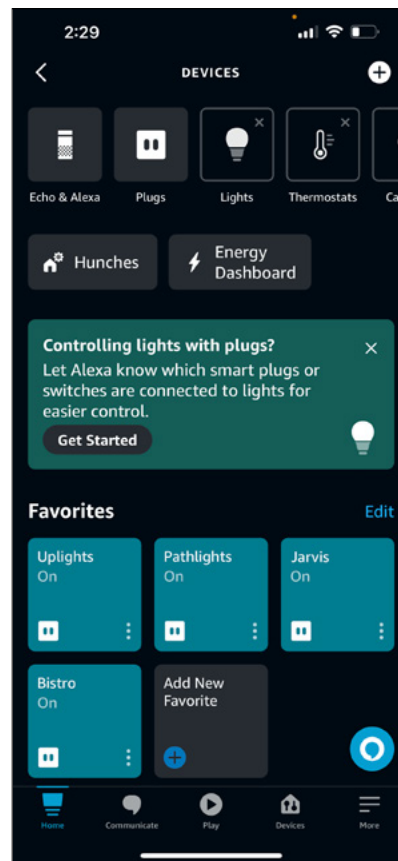 2:29
DEVICES
Echo & Alexa
Plugs
Lights
Thermostats
Ca
Hunches
Energy
Dashboard
Controlling lights with plugs?
Let Alexa know which smart plugs or
switches are connected to lights for
easier control.
Get Started
Favorites
Edit
Uplights
On
Pathlights
On
Jarvis
On
Bistro
On
Add New
Favorite
Home
Communicate
Play
Devices
More